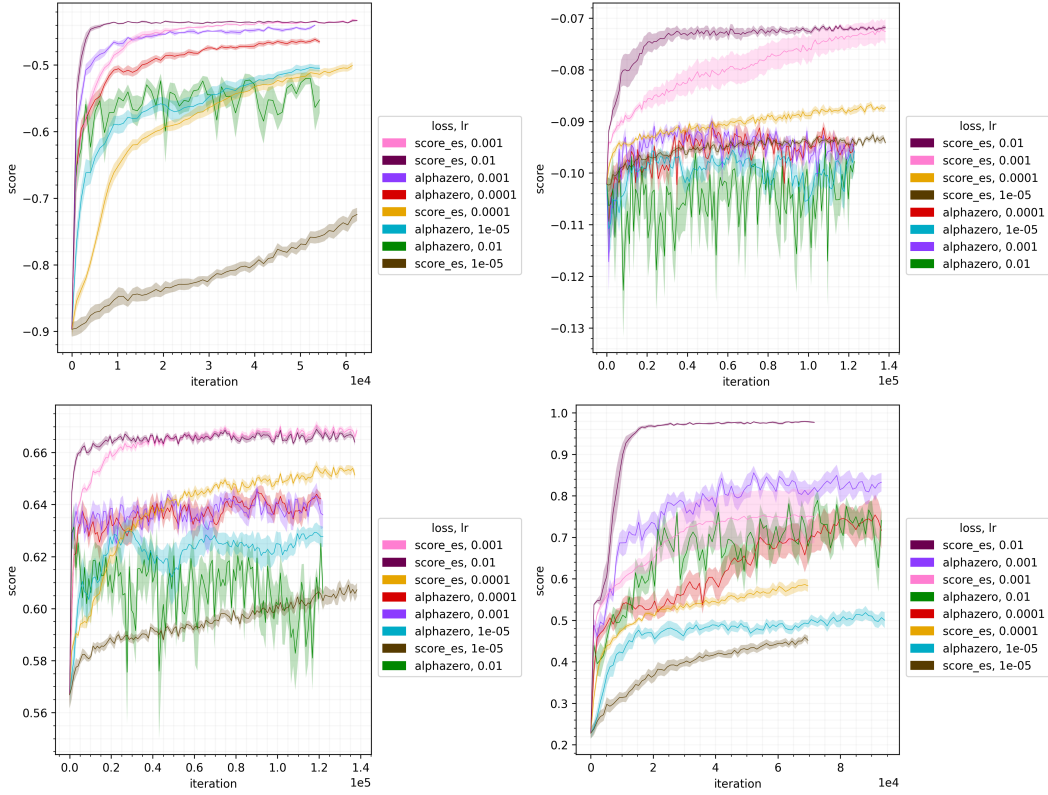 −0.5
−0.6
−0.7
−0.8
−0.9
score
0 1 2 3 4 5 6
iteration
1e4
loss, lr
score_es, 0.001
score_es, 0.01
alphazero, 0.001
alphazero, 0.0001
score_es, 0.0001
alphazero, 1e-05
alphazero, 0.01
score_es, 1e-05
−0.07
−0.08
−0.09
−0.10
−0.11
−0.12
−0.13
score
0.0 0.2 0.4 0.6 0.8 1.0 1.2 1.4
iteration
1e5
loss, lr
score_es, 0.01
score_es, 0.001
score_es, 0.0001
score_es, 1e-05
alphazero, 0.0001
alphazero, 1e-05
alphazero, 0.001
alphazero, 0.01
0.66
0.64
0.62
0.60
0.58
0.56
score
0.0 0.2 0.4 0.6 0.8 1.0 1.2 1.4
iteration
1e5
loss, lr
score_es, 0.001
score_es, 0.01
score_es, 0.0001
alphazero, 0.0001
alphazero, 0.001
alphazero, 1e-05
score_es, 1e-05
alphazero, 0.01
1.0
0.9
0.8
0.7
0.6
0.5
0.4
0.3
0.2
score
0 2 4 6 8
iteration
1e4
loss, lr
score_es, 0.01
alphazero, 0.001
score_es, 0.001
alphazero, 0.01
alphazero, 0.0001
score_es, 0.0001
alphazero, 1e-05
score_es, 1e-05